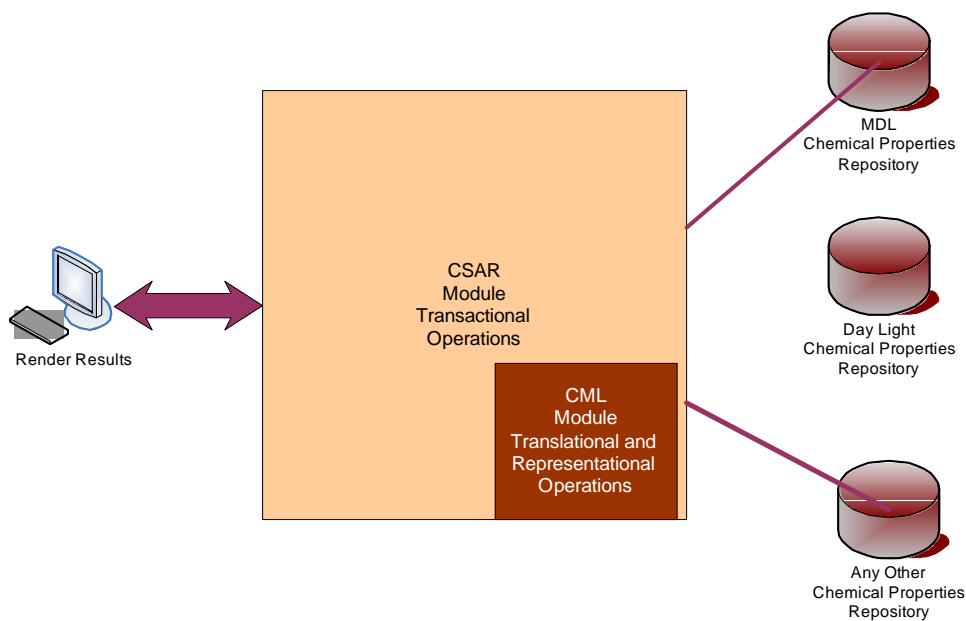 MDL
Chemical Properties
Repository
CSAR
Module
Transactional
Operations
Day Light
Chemical Properties
Repository
Render Results
CML
Module
Translational and
Representational
Operations
Any Other
Chemical Properties
Repository